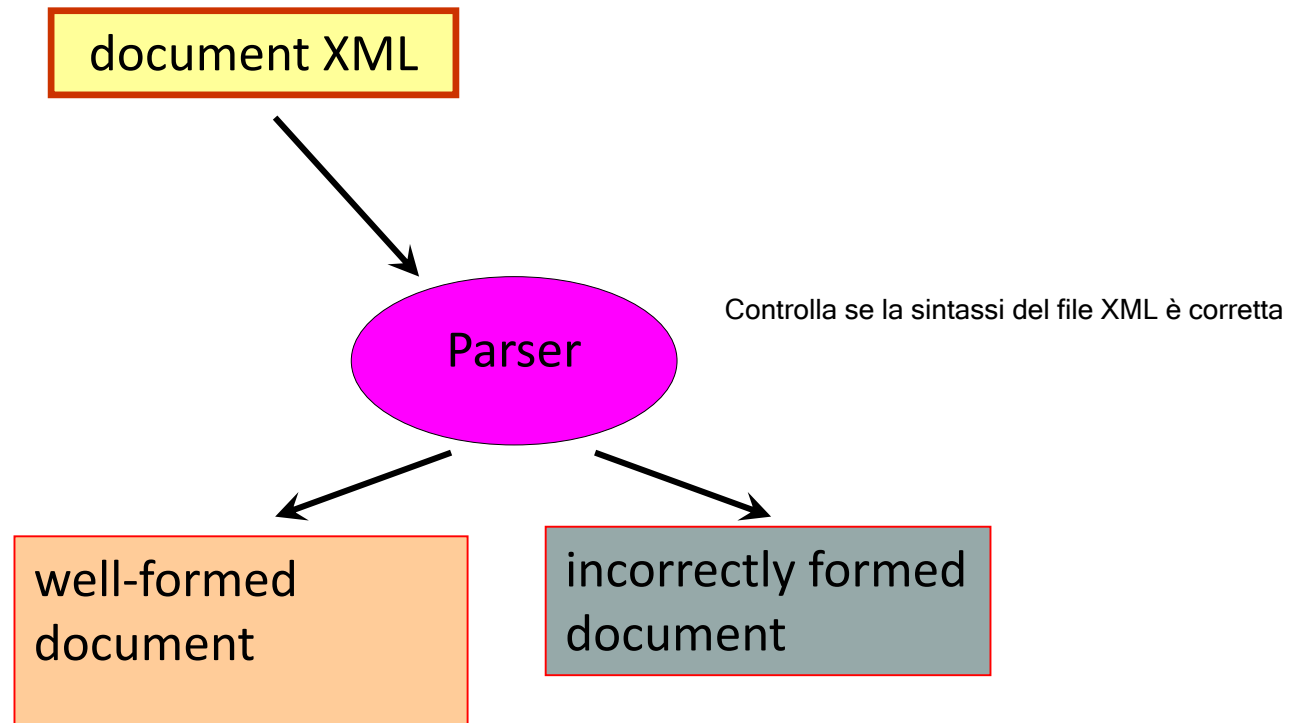 document XML
Controlla se la sintassi del file XML è corretta
Parser
well-formed
document
incorrectly formed
document